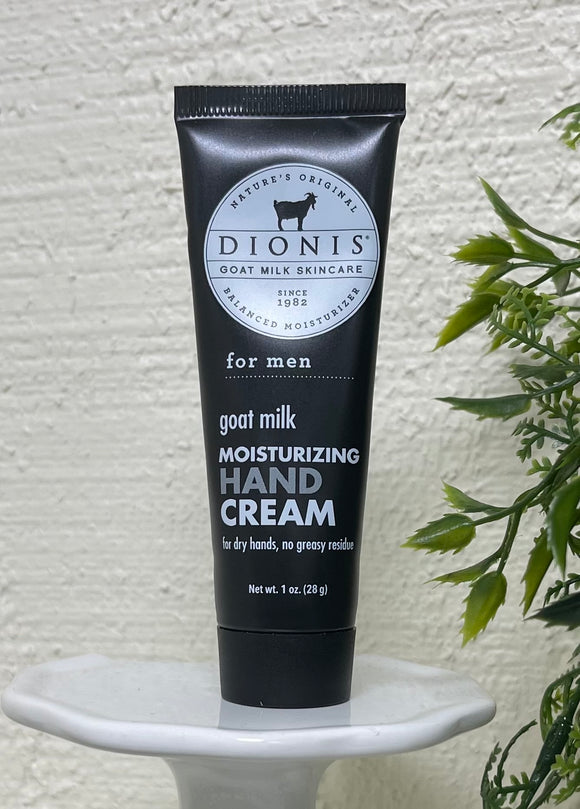 NATURE'S ORIGINAL
DIONIS®
GOAT MILK SKINCARE
SINCE
1982
BALANCED MOISTURIZER
for men
goat milk
MOISTURIZING
HAND
CREAM
for dry hands, no greasy residue
Net wt. 1 oz. (28 g)